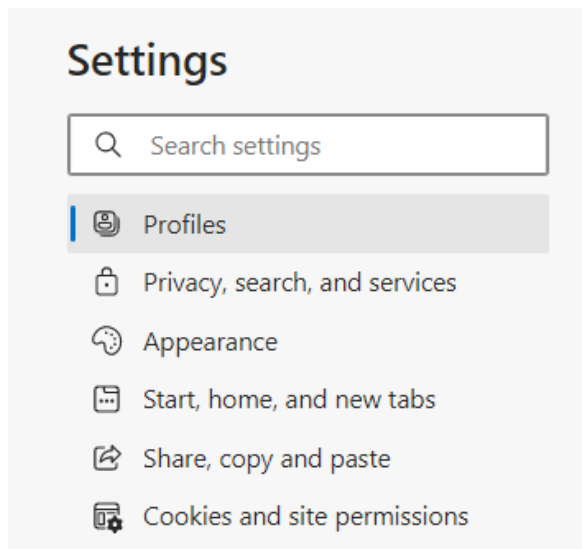 Settings
Search settings
Profiles
Privacy, search, and services
Appearance
Start, home, and new tabs
Share, copy and paste
Cookies and site permissions